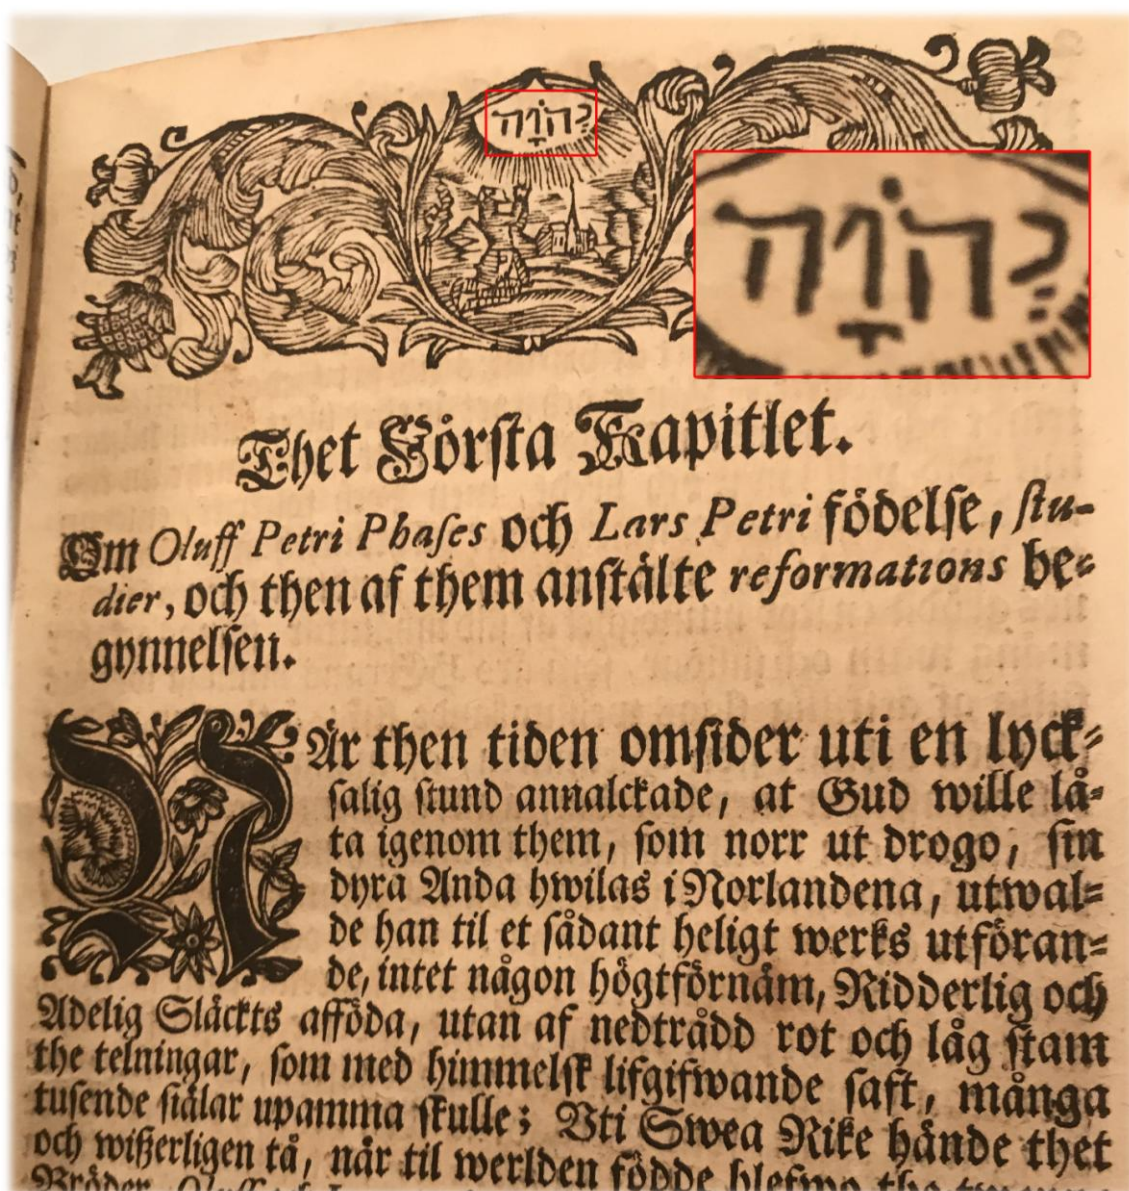 יְהֹוָה
Thet Förſta Kapitlet.
Om Oluff Petri Phaſes och Lars Petri födelſe, ſtu-
dier, och then af them anſtälte reformations be-
gynnelſen.
NÄr then tiden omſider uti en lyck-
ſalig ſtund annalckade, at Gud wille lå-
ta igenom them, ſom norr ut drogo, ſin
dyra Anda hwilas i Norlandena, utwal-
de han til et ſådant heligt werks utföran-
de, intet någon högtförnäm, Ridderlig och
Adelig Släckts afföda, utan af nedtrådd rot och låg ſtam
the telningar, ſom med himmelſk lifgifwande ſaft, många
tuſende ſiälar upamma ſkulle; Vti Swea Rike hände thet
och wißerligen tå, når til werlden födde blefwo the
Bröder